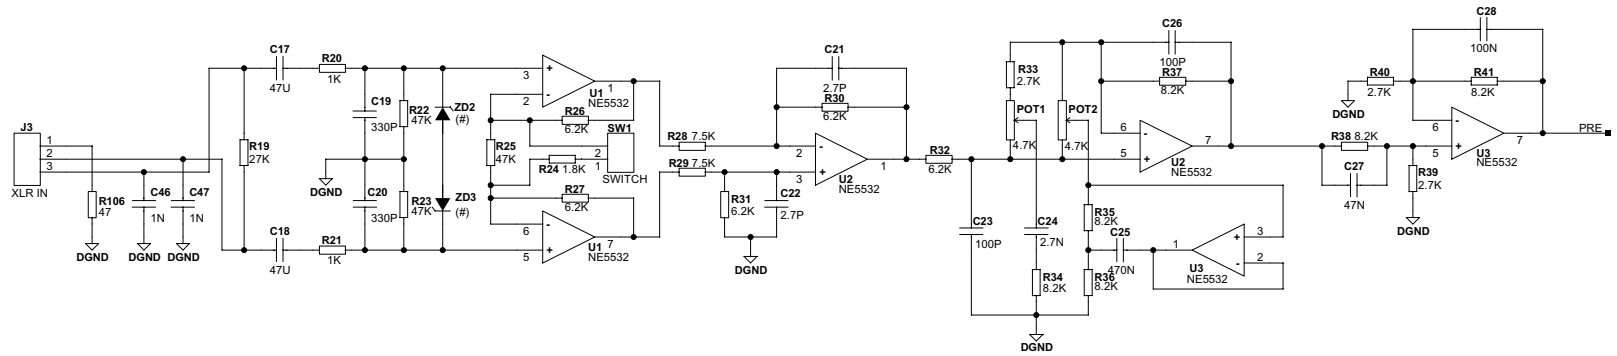 J3
1
2
3
XLR IN
R106
47
DGND
C46
1N
DGND
C47
1N
DGND
R19
27K
C17
47U
R20
1K
C18
47U
R21
1K
C19
330P
DGND
C20
330P
R22
47K
R23
47K
ZD2
(#)
ZD3
(#)
R25
47K
3
2
1
U1
NE5532
R26
6.2K
SW1
2
1
SWITCH
R24 1.8K
R27
6.2K
6
5
7
U1
NE5532
R28 7.5K
R29 7.5K
R31
6.2K
C22
2.7P
DGND
C21
2.7P
R30
6.2K
2
3
1
U2
NE5532
R32
6.2K
C23
100P
R33
2.7K
POT1
4.7K
C24
2.7N
R34
8.2K
DGND
POT2
4.7K
C26
100P
R37
8.2K
6
5
7
U2
NE5532
R35
8.2K
C25
470N
R36
8.2K
1
3
2
U3
NE5532
R38 8.2K
C27
47N
R39
2.7K
DGND
R40
2.7K
DGND
C28
100N
R41
8.2K
6
5
7
U3
NE5532
PRE